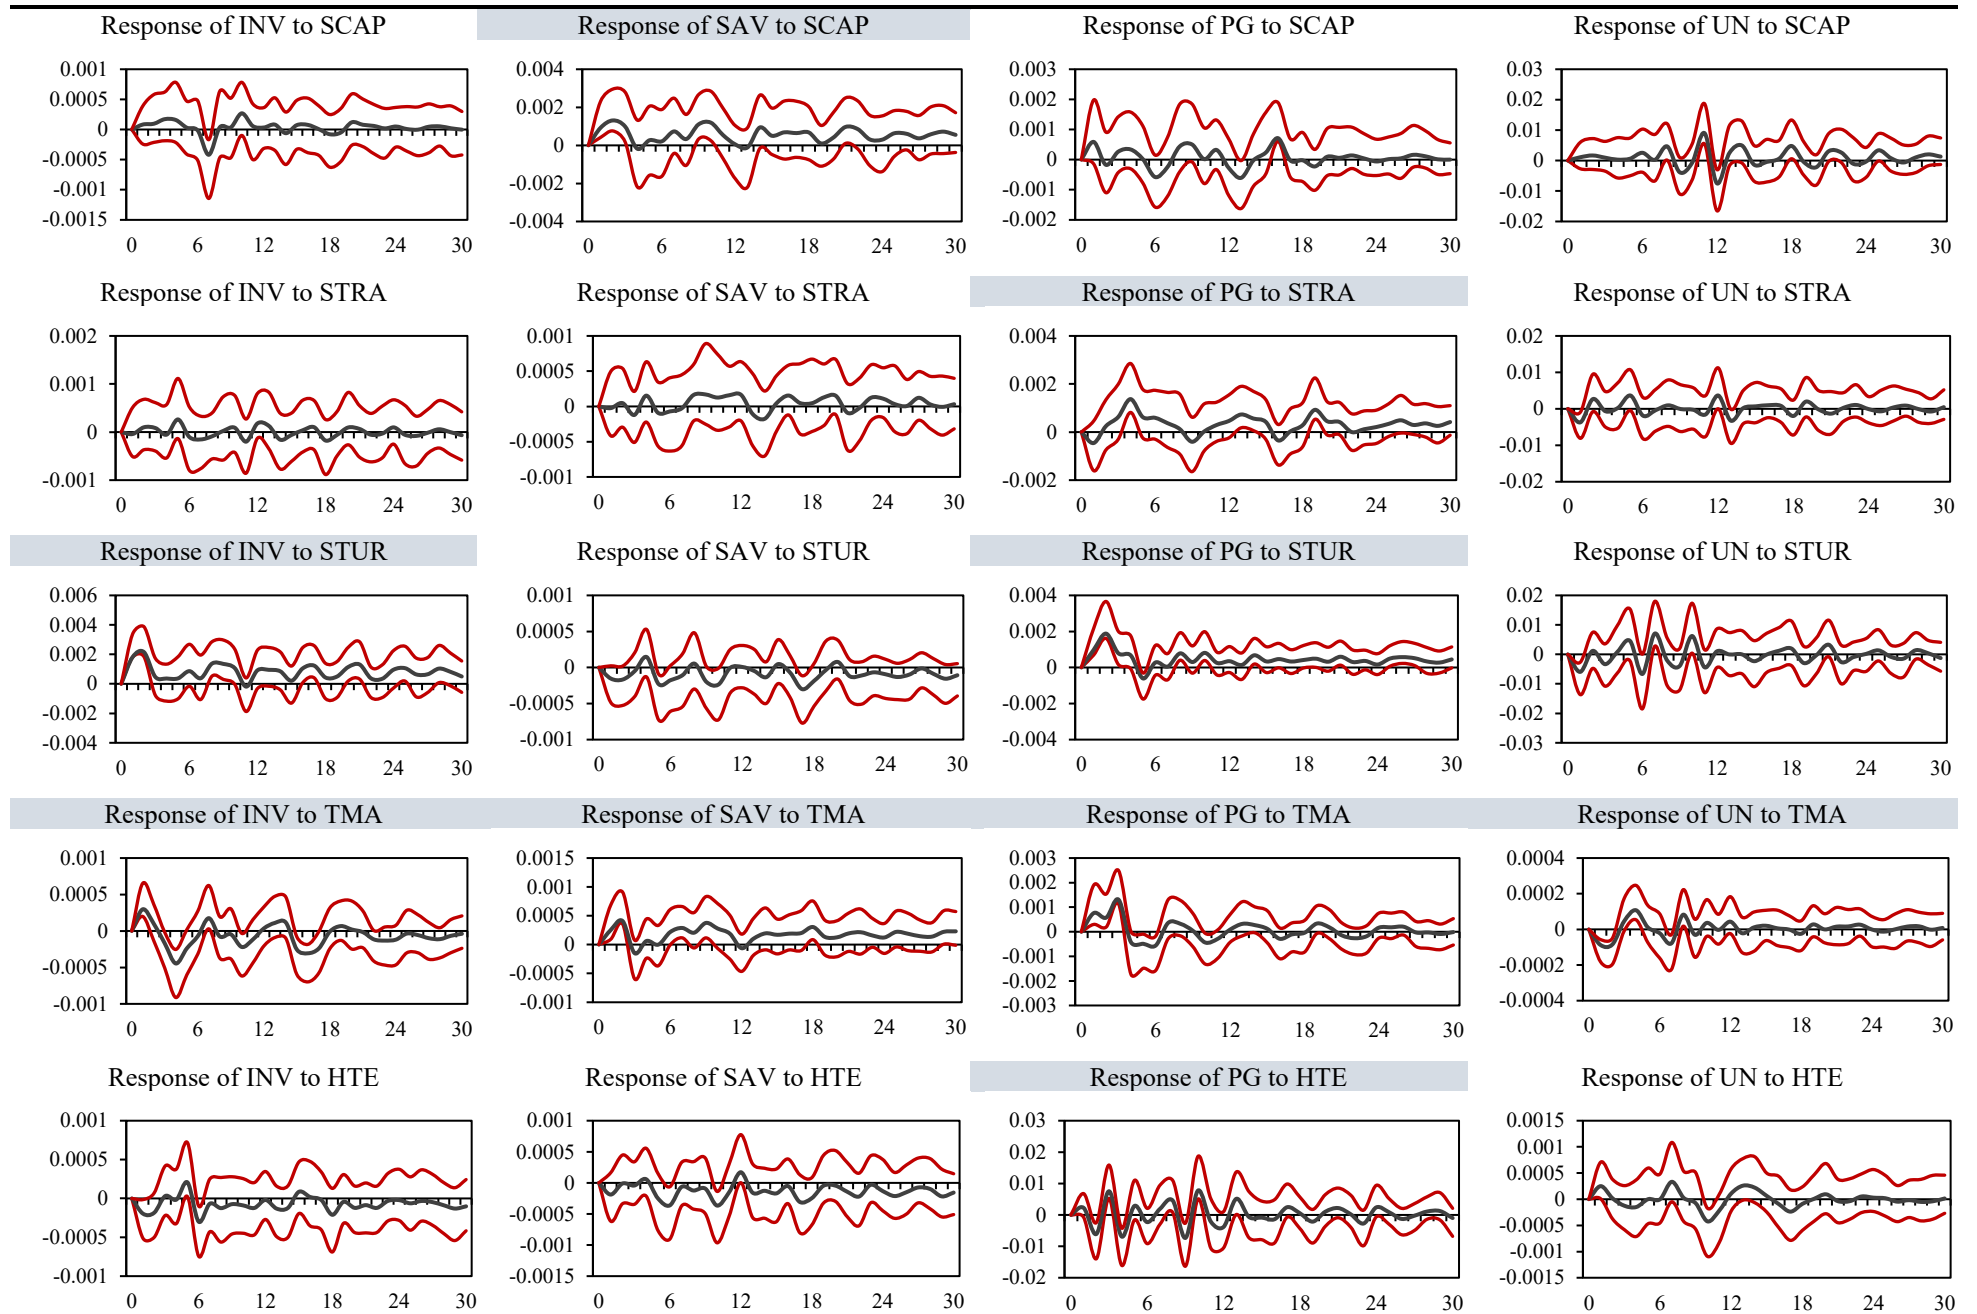 Response of INV to SCAP
0.001
0.0005
0
-0.0005
-0.001
-0.0015
0 6 12 18 24 30
Response of SAV to SCAP
0.004
0.002
0
-0.002
-0.004
0 6 12 18 24 30
Response of PG to SCAP
0.003
0.002
0.001
0
-0.001
-0.002
0 6 12 18 24 30
Response of UN to SCAP
0.03
0.02
0.01
0
-0.01
-0.02
0 6 12 18 24 30
Response of INV to STRA
0.002
0.001
0
-0.001
0 6 12 18 24 30
Response of SAV to STRA
0.001
0.0005
0
-0.0005
-0.001
0 6 12 18 24 30
Response of PG to STRA
0.004
0.002
0
-0.002
0 6 12 18 24 30
Response of UN to STRA
0.02
0.01
0
-0.01
-0.02
0 6 12 18 24 30
Response of INV to STUR
0.006
0.004
0.002
0
-0.002
-0.004
0 6 12 18 24 30
Response of SAV to STUR
0.001
0.0005
0
-0.0005
-0.001
0 6 12 18 24 30
Response of PG to STUR
0.004
0.002
0
-0.002
-0.004
0 6 12 18 24 30
Response of UN to STUR
0.02
0.01
0
-0.01
-0.02
-0.03
0 6 12 18 24 30
Response of INV to TMA
0.001
0.0005
0
-0.0005
-0.001
0 6 12 18 24 30
Response of SAV to TMA
0.0015
0.001
0.0005
0
-0.0005
-0.001
0 6 12 18 24 30
Response of PG to TMA
0.003
0.002
0.001
0
-0.001
-0.002
-0.003
0 6 12 18 24 30
Response of UN to TMA
0.0004
0.0002
0
-0.0002
-0.0004
0 6 12 18 24 30
Response of INV to HTE
0.001
0.0005
0
-0.0005
-0.001
0 6 12 18 24 30
Response of SAV to HTE
0.001
0.0005
0
-0.0005
-0.001
-0.0015
0 6 12 18 24 30
Response of PG to HTE
0.03
0.02
0.01
0
-0.01
-0.02
0 6 12 18 24 30
Response of UN to HTE
0.0015
0.001
0.0005
0
-0.0005
-0.001
-0.0015
0 6 12 18 24 30